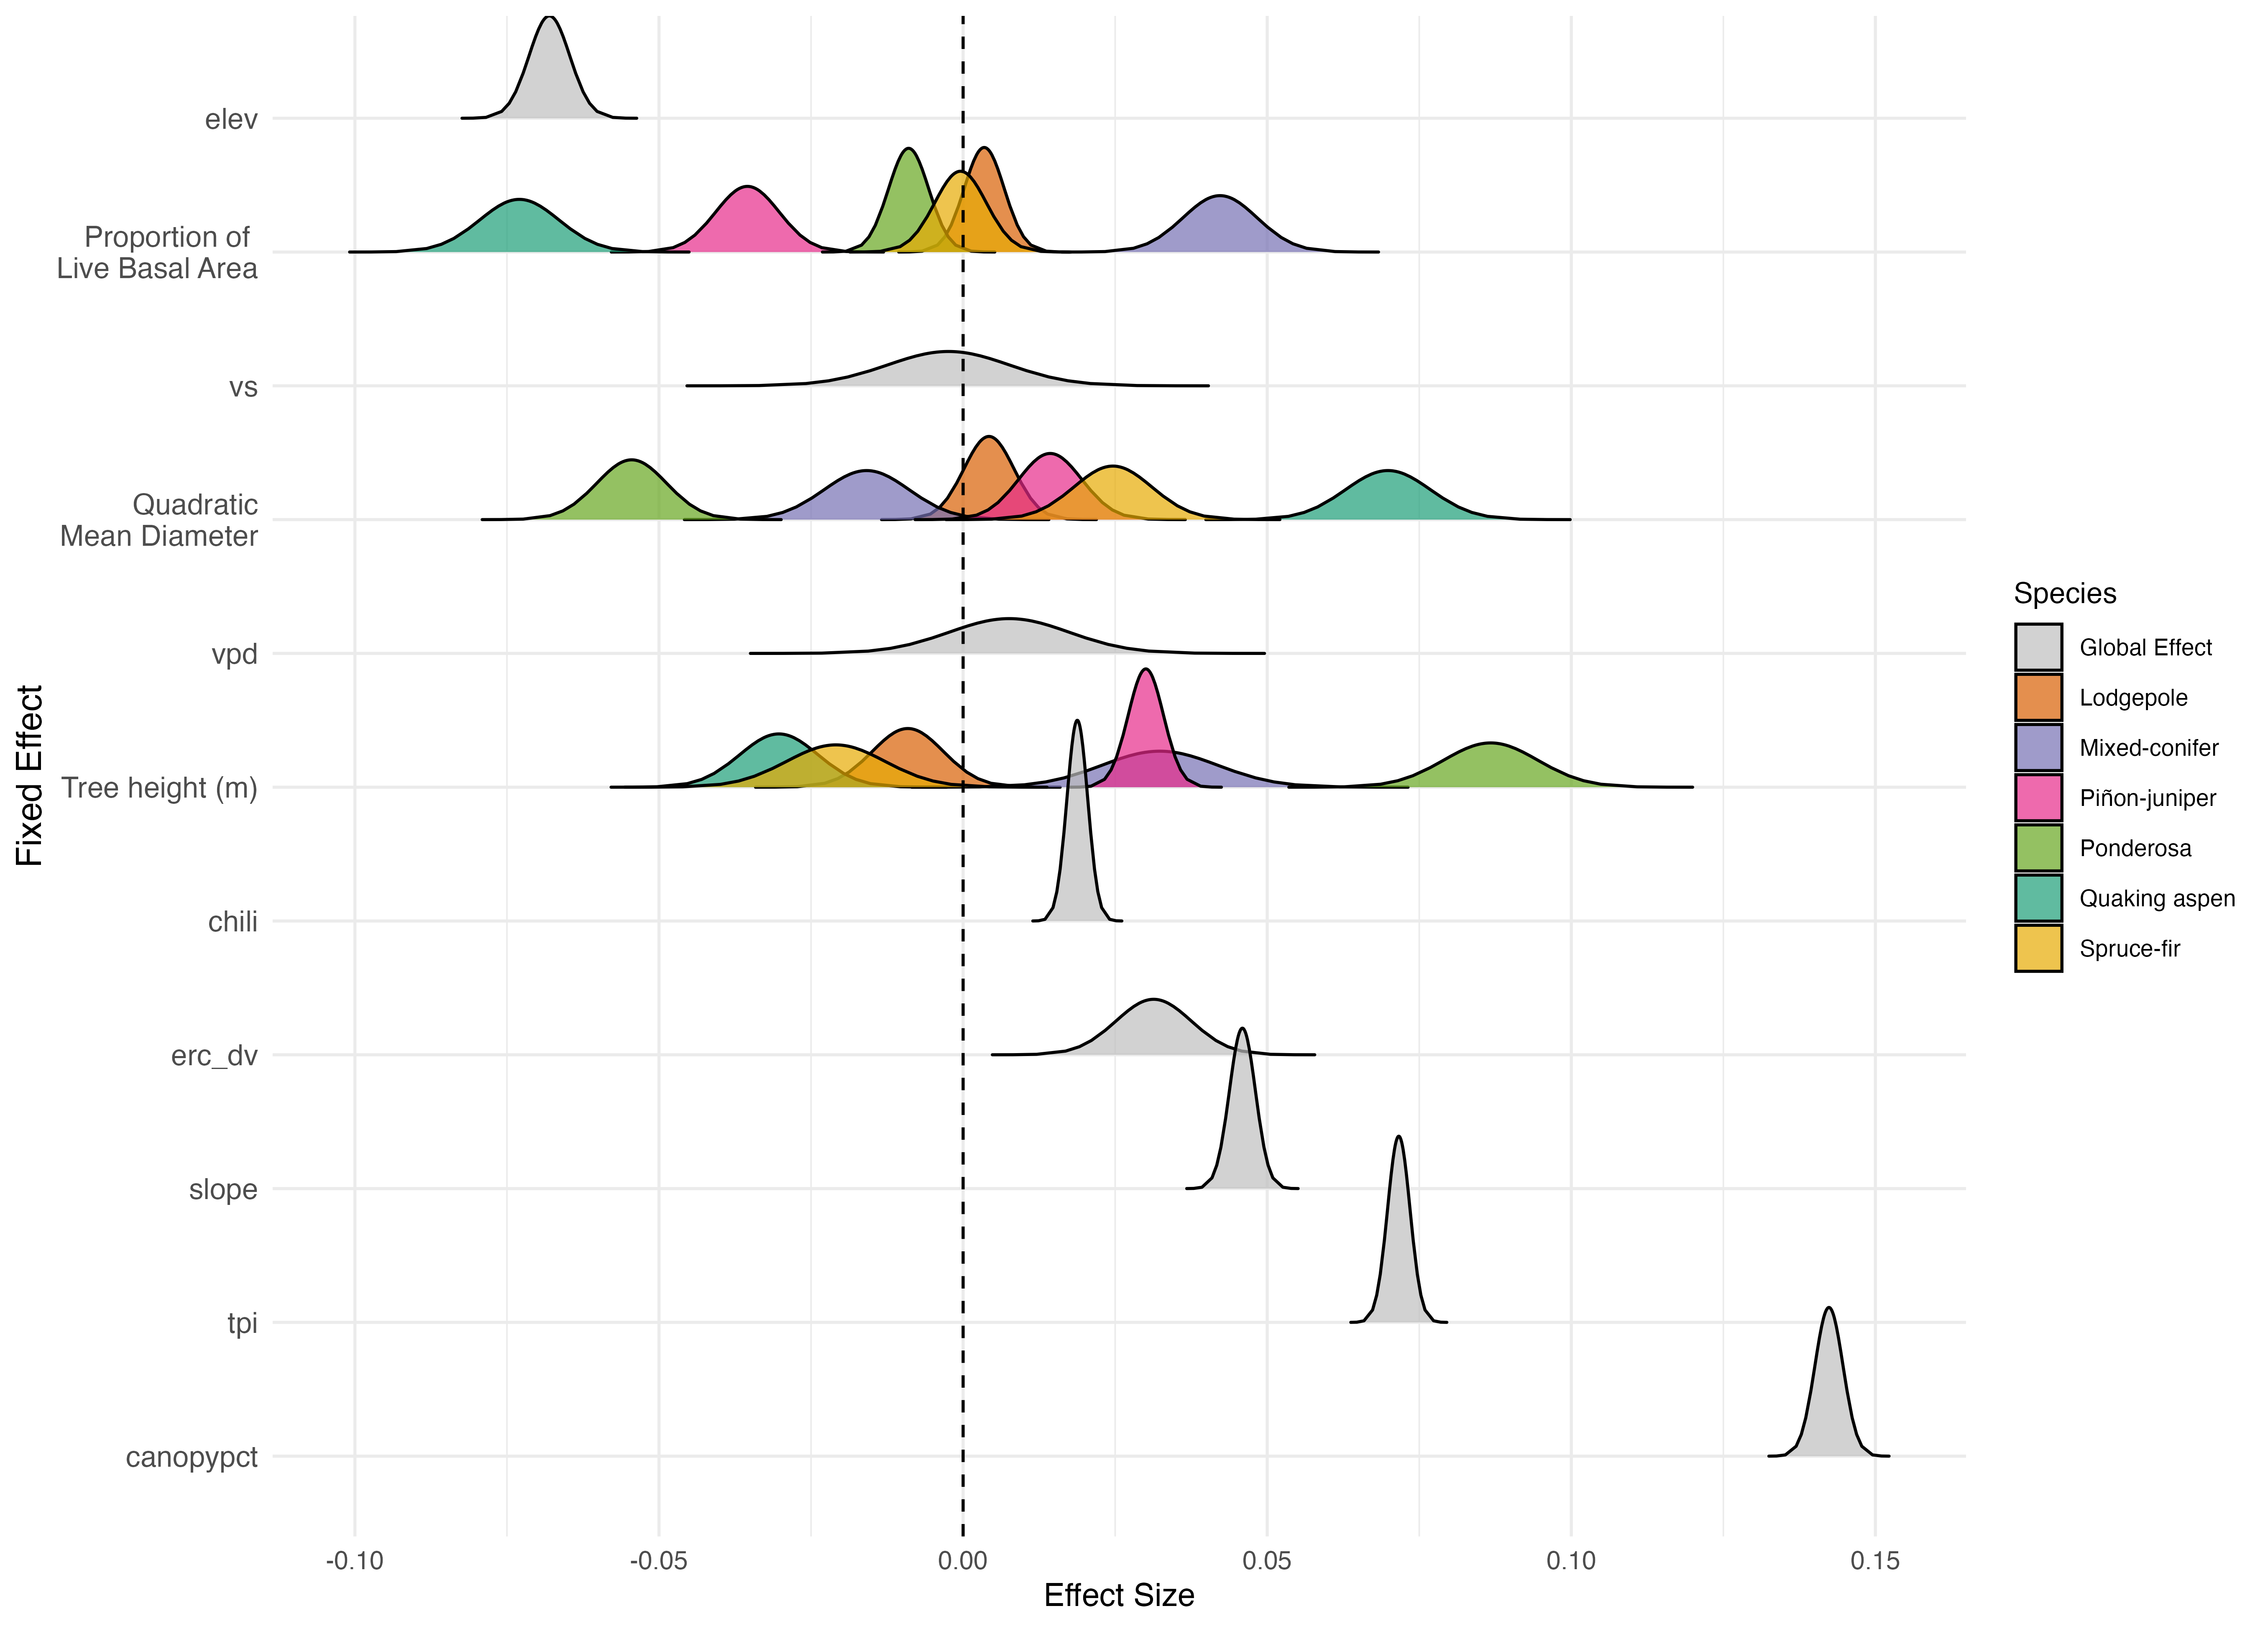 elev
Proportion of
Live Basal Area
vs
Quadratic
Mean Diameter
vpd
Tree height (m)
chili
erc_dv
slope
tpi
canopypct
Fixed Effect
-0.10
-0.05
0.00
0.05
0.10
0.15
Effect Size
Species
Global Effect
Lodgepole
Mixed-conifer
Piñon-juniper
Ponderosa
Quaking aspen
Spruce-fir